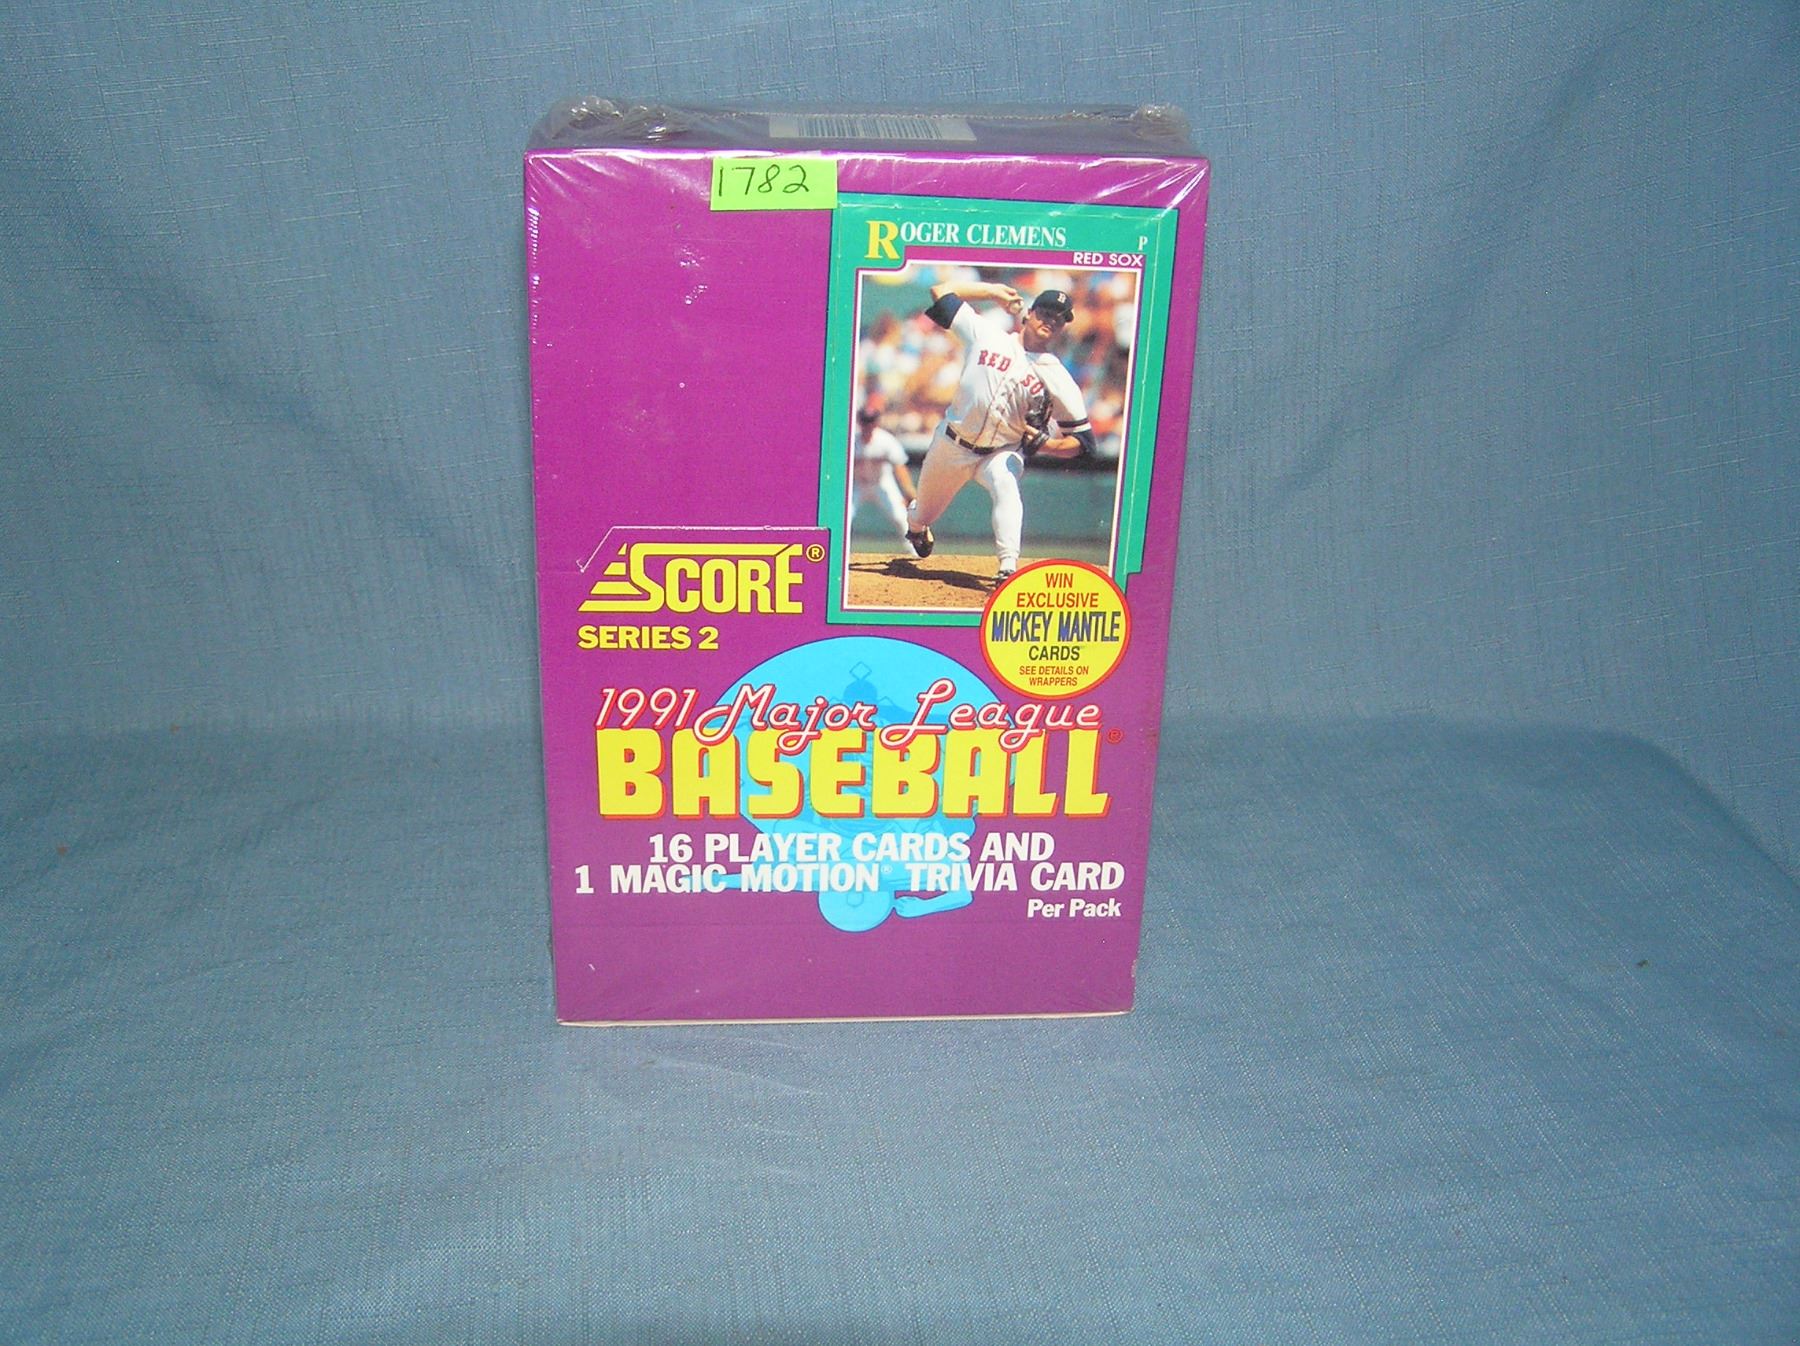 1782
ROGER CLEMENS P
RED SOX
RED SO
SCORE®
SERIES 2
WIN
EXCLUSIVE
MICKEY MANTLE
CARDS
SEE DETAILS ON
WRAPPERS
1991 Major League
BASEBALL®
16 PLAYER CARDS AND
1 MAGIC MOTION® TRIVIA CARD
Per Pack